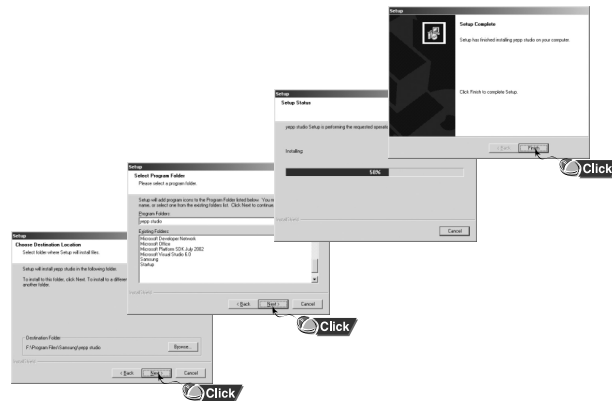 Setup
Choose Destination Location
Select folder where Setup will install files.
Setup will install yepp studio in the following folder.
To install to this folder, click Next. To install to a different
another folder.
Destination Folder
F:\Program Files\Samsung\yepp studio
Browse...
InstallShield
< Back
Next >
Cancel
Click
Setup
Select Program Folder
Please select a program folder.
Setup will add program icons to the Program Folder listed below. You m
name, or select one from the existing folders list. Click Next to continue.
Program Folders:
yepp studio
Existing Folders:
Microsoft Developer Network
Microsoft Office
Microsoft Platform SDK July 2002
Microsoft Visual Studio 6.0
Samsung
Startup
InstallShield
< Back
Next >
Cancel
Click
Setup
Setup Status
yepp studio Setup is performing the requested operati
Installing:
58%
InstallShield
Cancel
Setup
Setup Complete
Setup has finished installing yepp studio on your computer.
Click Finish to complete Setup.
< Back
Finish
Click